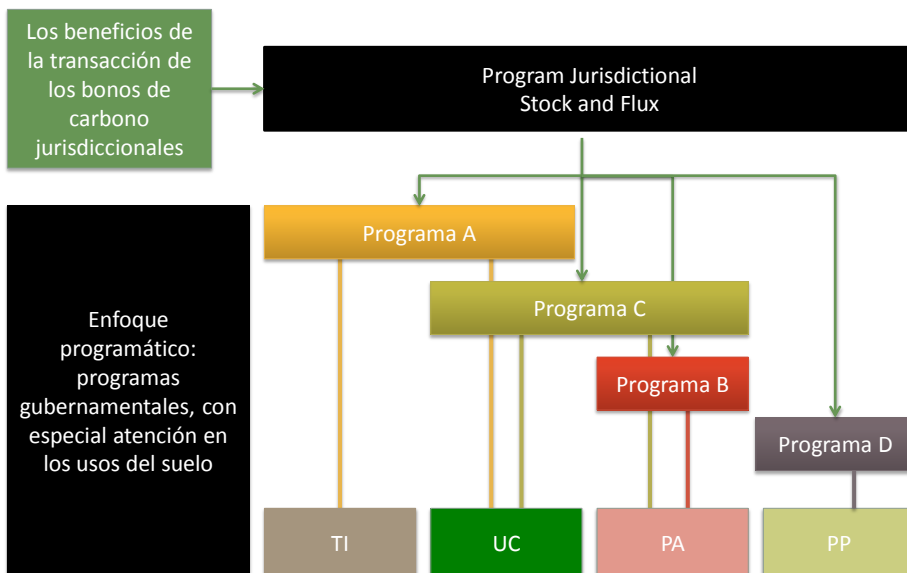 Los beneficios de
la transacción de
los bonos de
carbono
jurisdiccionales
Program Jurisdictional
Stock and Flux
Enfoque
programático:
programas
gubernamentales, con
especial atención en
los usos del suelo
Programa A
Programa C
Programa B
Programa D
TI
UC
PA
PP